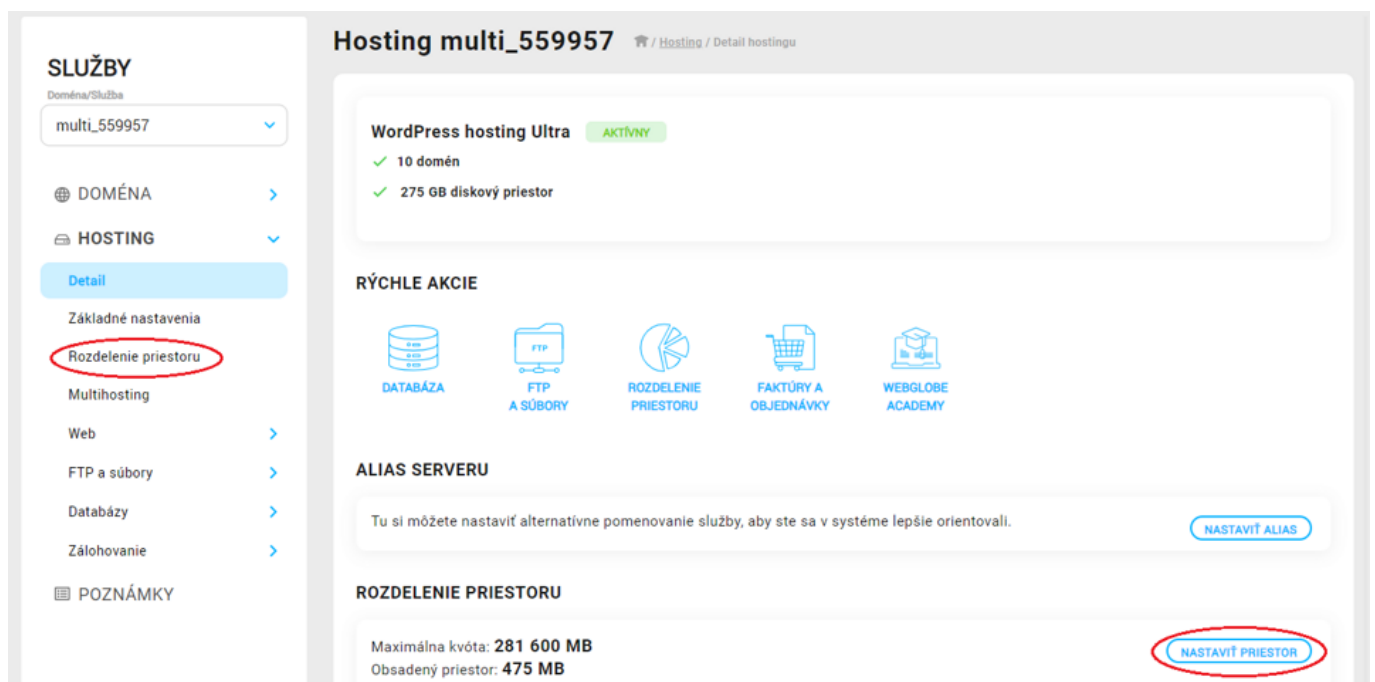 SLUŽBY
Doména/Služba
multi_559957
DOMÉNA
HOSTING
Detail
Základné nastavenia
Rozdelenie priestoru
Multihosting
Web
FTP a súbory
Databázy
Zálohovanie
POZNÁMKY
Hosting multi_559957 / Hosting / Detail hostingu
WordPress hosting Ultra AKTÍVNY
10 domén
275 GB diskový priestor
RÝCHLE AKCIE
FTP
DATABÁZA
FTP
A SÚBORY
ROZDELENIE
PRIESTORU
FAKTÚRY A
OBJEDNÁVKY
WEBGLOBE
ACADEMY
ALIAS SERVERU
Tu si môžete nastaviť alternatívne pomenovanie služby, aby ste sa v systéme lepšie orientovali.
NASTAVIŤ ALIAS
ROZDELENIE PRIESTORU
Maximálna kvóta: 281 600 MB
Obsadený priestor: 475 MB
NASTAVIŤ PRIESTOR